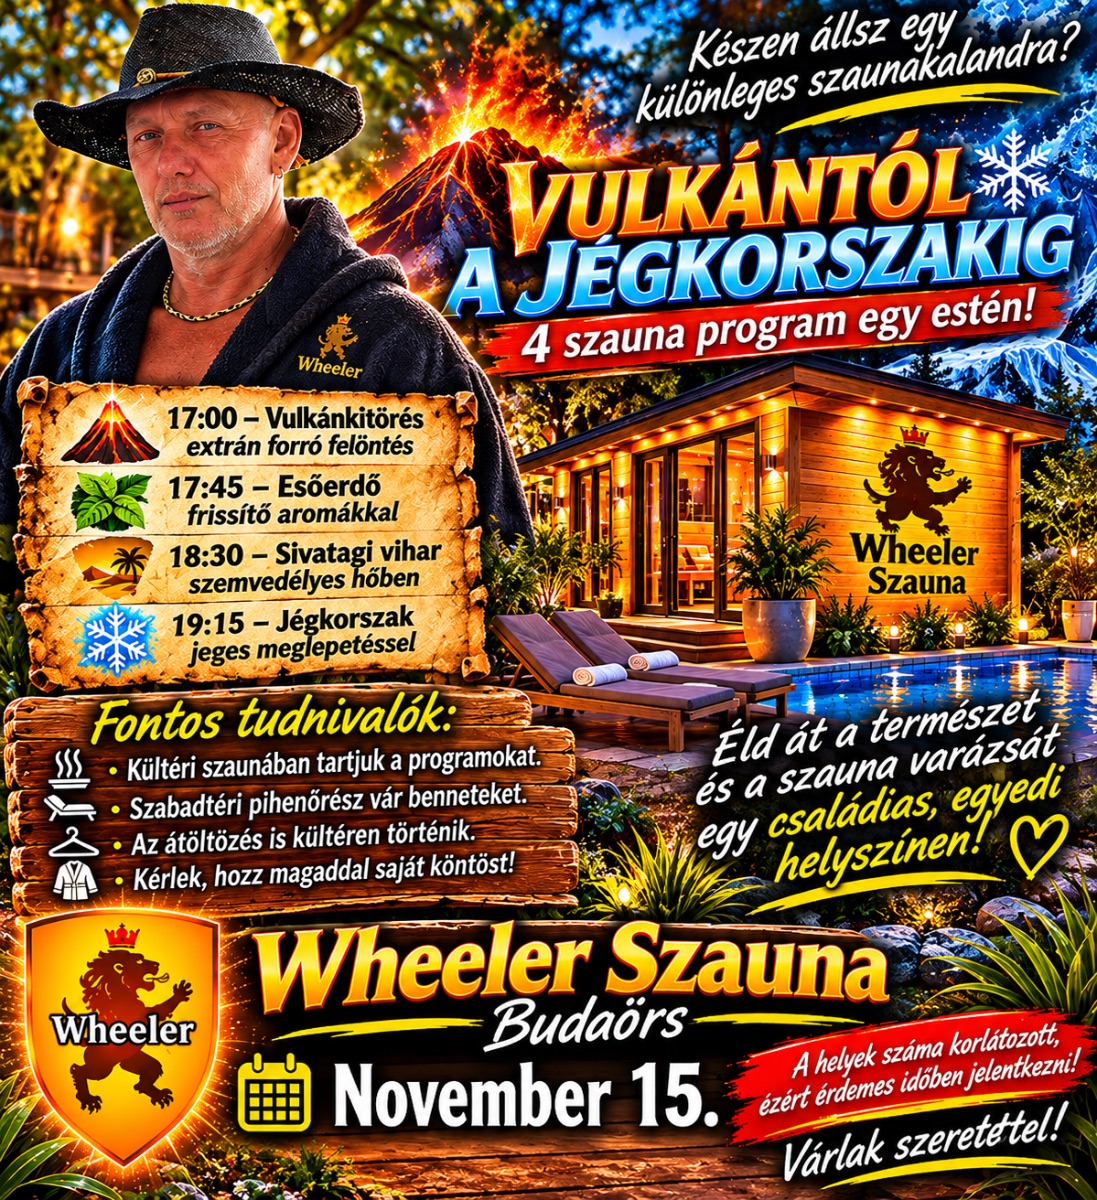 Készen állsz egy
különleges szaunakalandra?
VULKÁNTÓL
A JÉGKORSZAKIG
4 szauna program egy estén!
Wheeler
17:00 – Vulkánkitörés
extrán forró felöntés
17:45 – Esőerdő
frissítő aromákkal
18:30 – Sivatagi vihar
szemvedélyes hőben
19:15 – Jégkorszak
jeges meglepetéssel
Wheeler
Szauna
Fontos tudnivalók:
• Kültéri szaunában tartjuk a programokat.
• Szabadtéri pihenőrész vár benneteket.
• Az átöltözés is kültéren történik.
• Kérlek, hozz magaddal saját köntöst!
Éld át a természet
és a szauna varázsát
egy családias, egyedi
helyszínen!
Wheeler
Wheeler Szauna
Budaörs
November 15.
A helyek száma korlátozott,
ezért érdemes időben jelentkezni!
Várlak szeretettel!